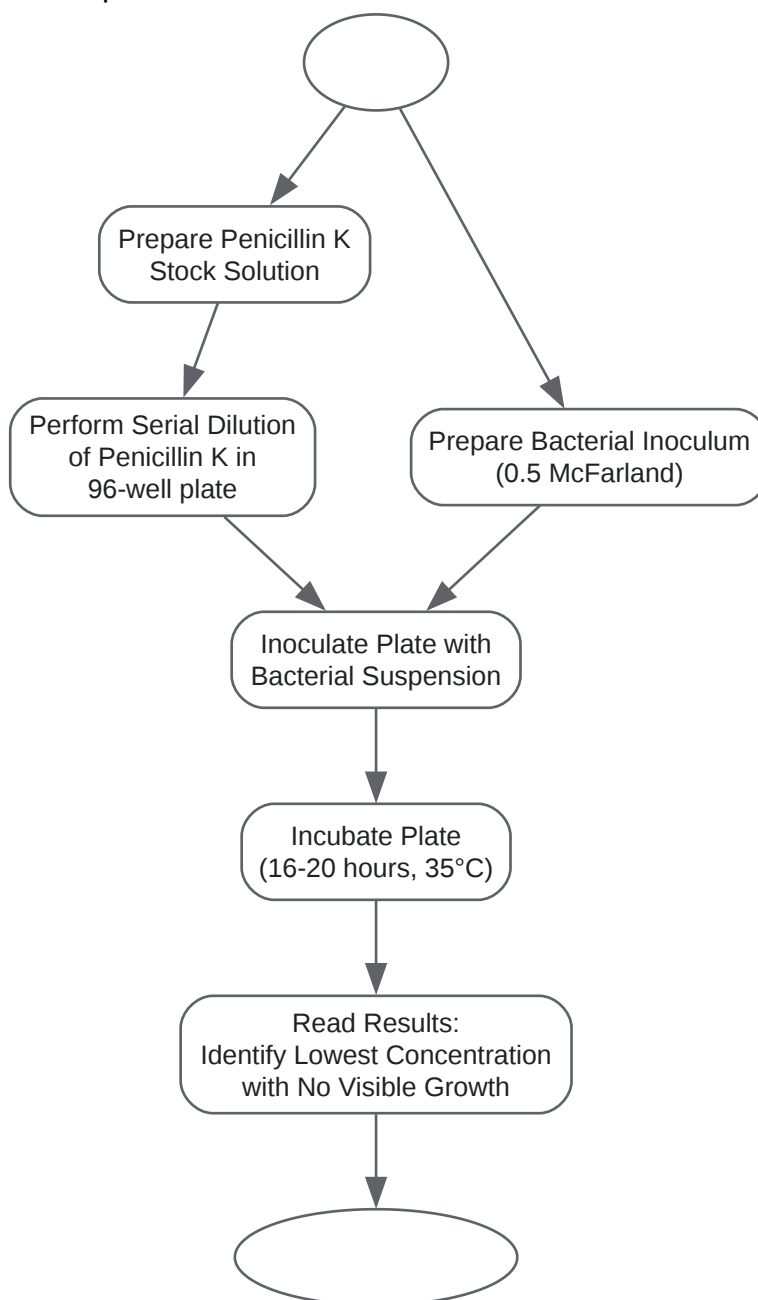 Prepare Penicillin K
Stock Solution
Perform Serial Dilution
of Penicillin K in
96-well plate
Prepare Bacterial Inoculum
(0.5 McFarland)
Inoculate Plate with
Bacterial Suspension
Incubate Plate
(16-20 hours, 35°C)
Read Results:
Identify Lowest Concentration
with No Visible Growth